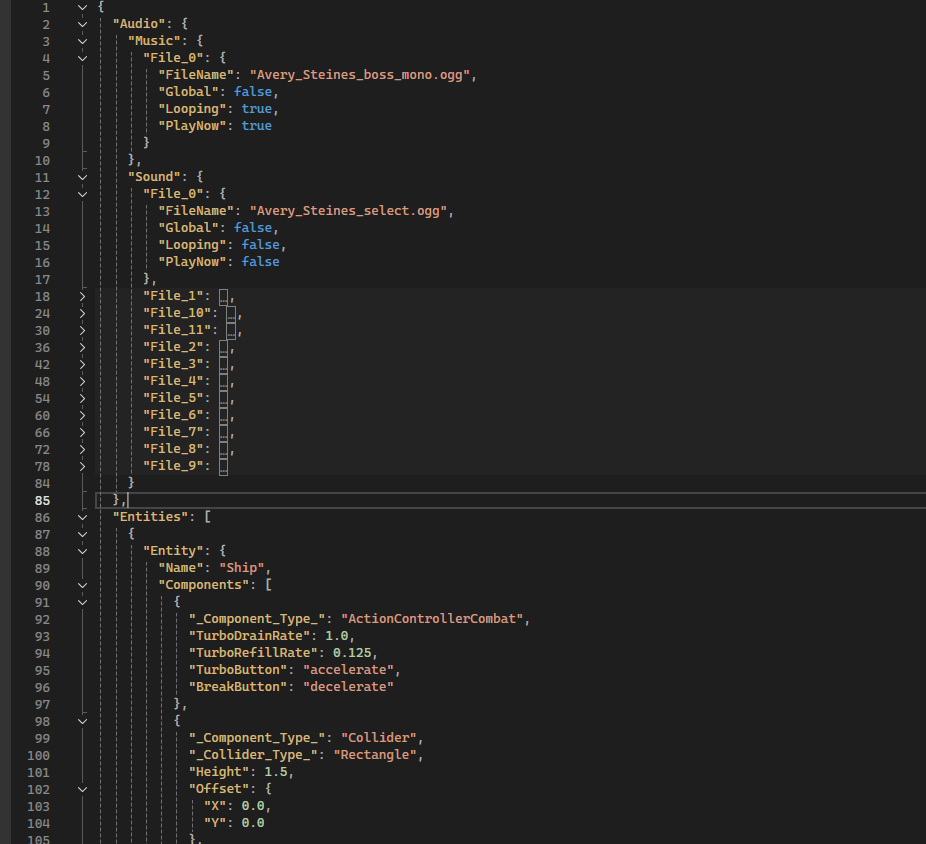 1 {
2 "Audio": {
3 "Music": {
4 "File_0": {
5 "FileName": "Avery_Steines_boss_mono.ogg",
6 "Global": false,
7 "Looping": true,
8 "PlayNow": true
9 }
10 },
11 "Sound": {
12 "File_0": {
13 "FileName": "Avery_Steines_select.ogg",
14 "Global": false,
15 "Looping": false,
16 "PlayNow": false
17 },
18 "File_1": …,
24 "File_10": …,
30 "File_11": …,
36 "File_2": …,
42 "File_3": …,
48 "File_4": …,
54 "File_5": …,
60 "File_6": …,
66 "File_7": …,
72 "File_8": …,
78 "File_9": …
84 }
85 },
86 "Entities": [
87 {
88 "Entity": {
89 "Name": "Ship",
90 "Components": [
91 {
92 "_Component_Type_": "ActionControllerCombat",
93 "TurboDrainRate": 1.0,
94 "TurboRefillRate": 0.125,
95 "TurboButton": "accelerate",
96 "BreakButton": "decelerate"
97 },
98 {
99 "_Component_Type_": "Collider",
100 "_Collider_Type_": "Rectangle",
101 "Height": 1.5,
102 "Offset": {
103 "X": 0.0,
104 "Y": 0.0
105 },